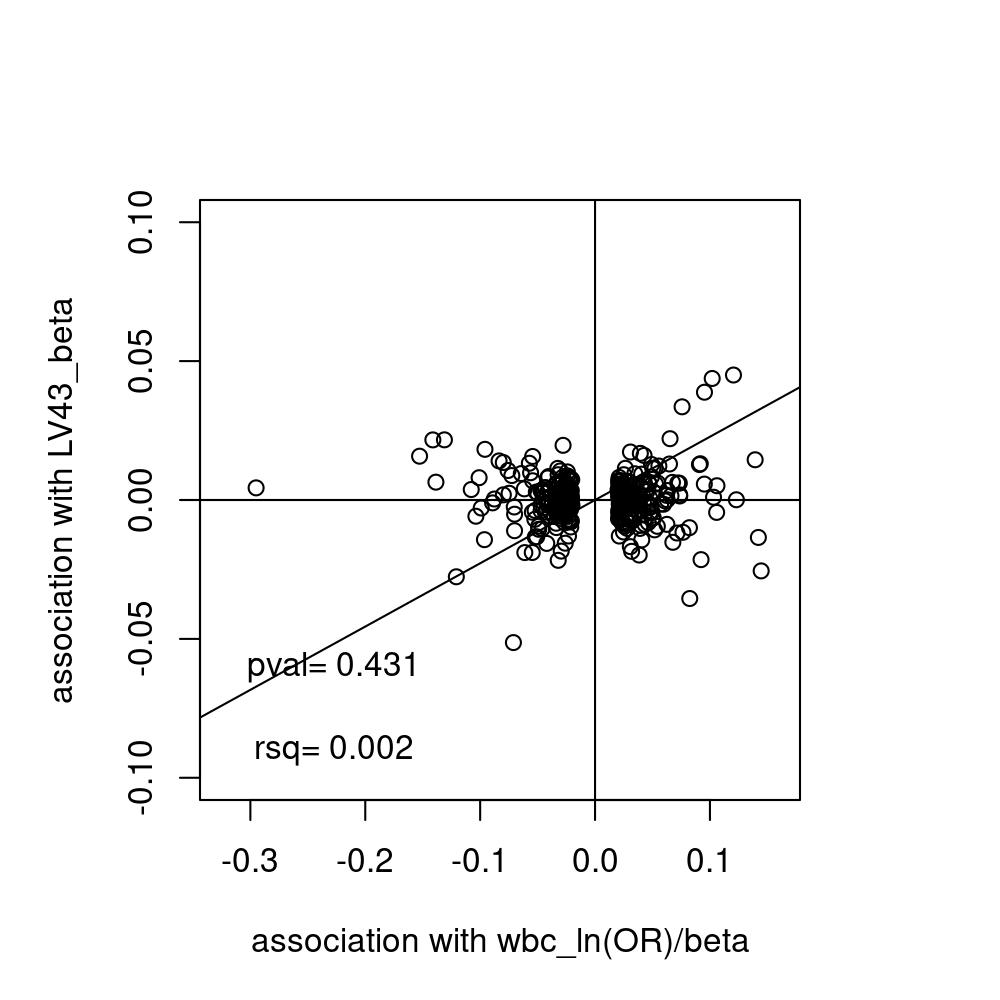 0.10
0.05
0.00
-0.05
-0.10
association with LV43_beta
pval= 0.431
rsq= 0.002
-0.3
-0.2
-0.1
0.0
0.1
association with wbc_ln(OR)/beta